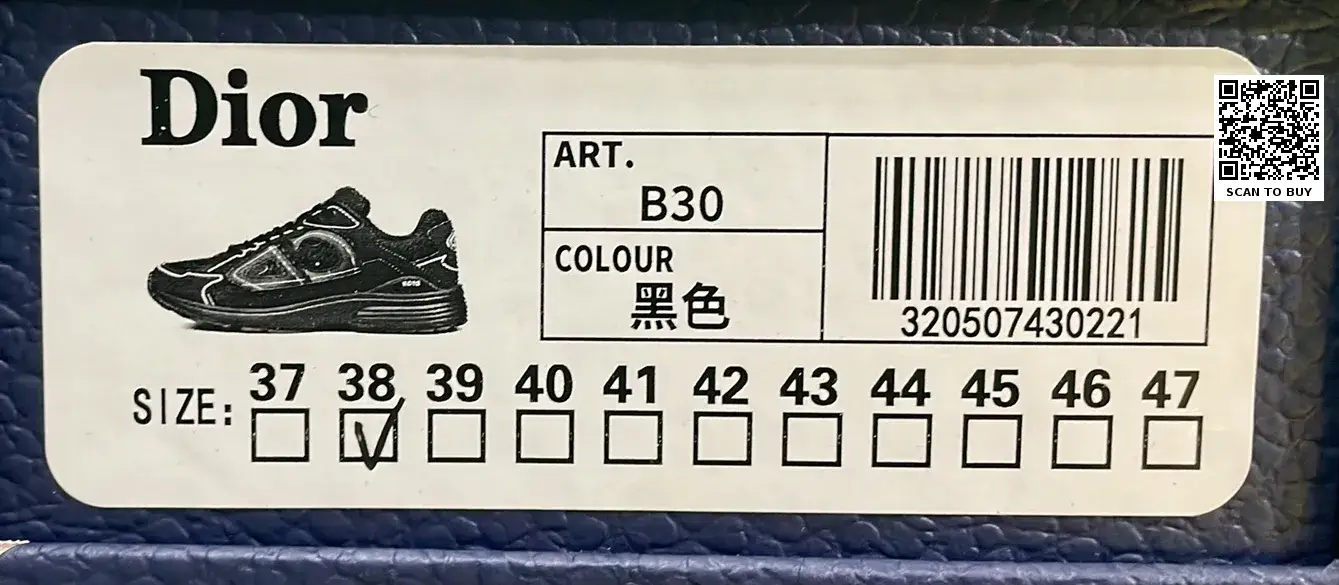 Dior
ART.
B30
COLOUR
黑色
320507430221
SCAN TO BUY
37 38 39 40 41 42 43 44 45 46 47
SIZE: